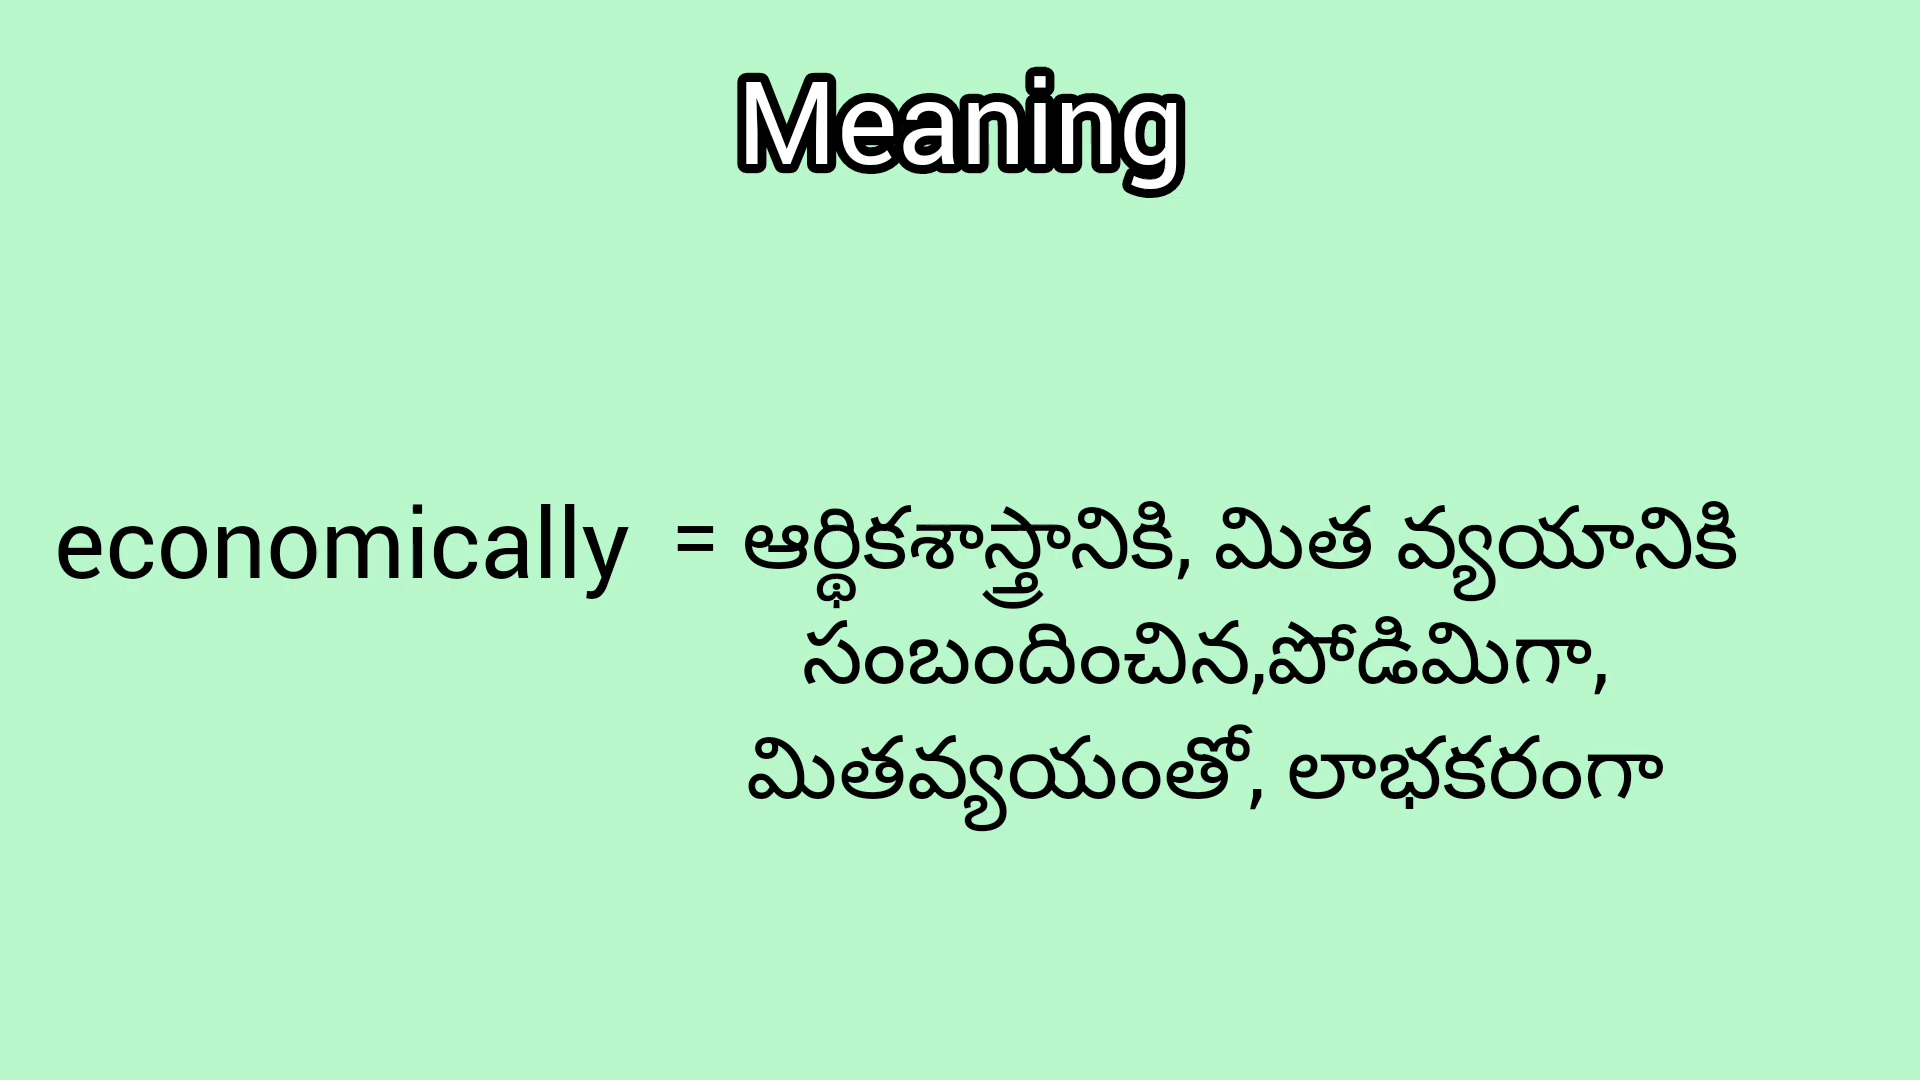 Meaning
economically = ఆర్థికశాస్త్రానికి, మిత వ్యయానికి
సంబందించిన,పోడిమిగా,
మితవ్యయంతో, లాభకరంగా